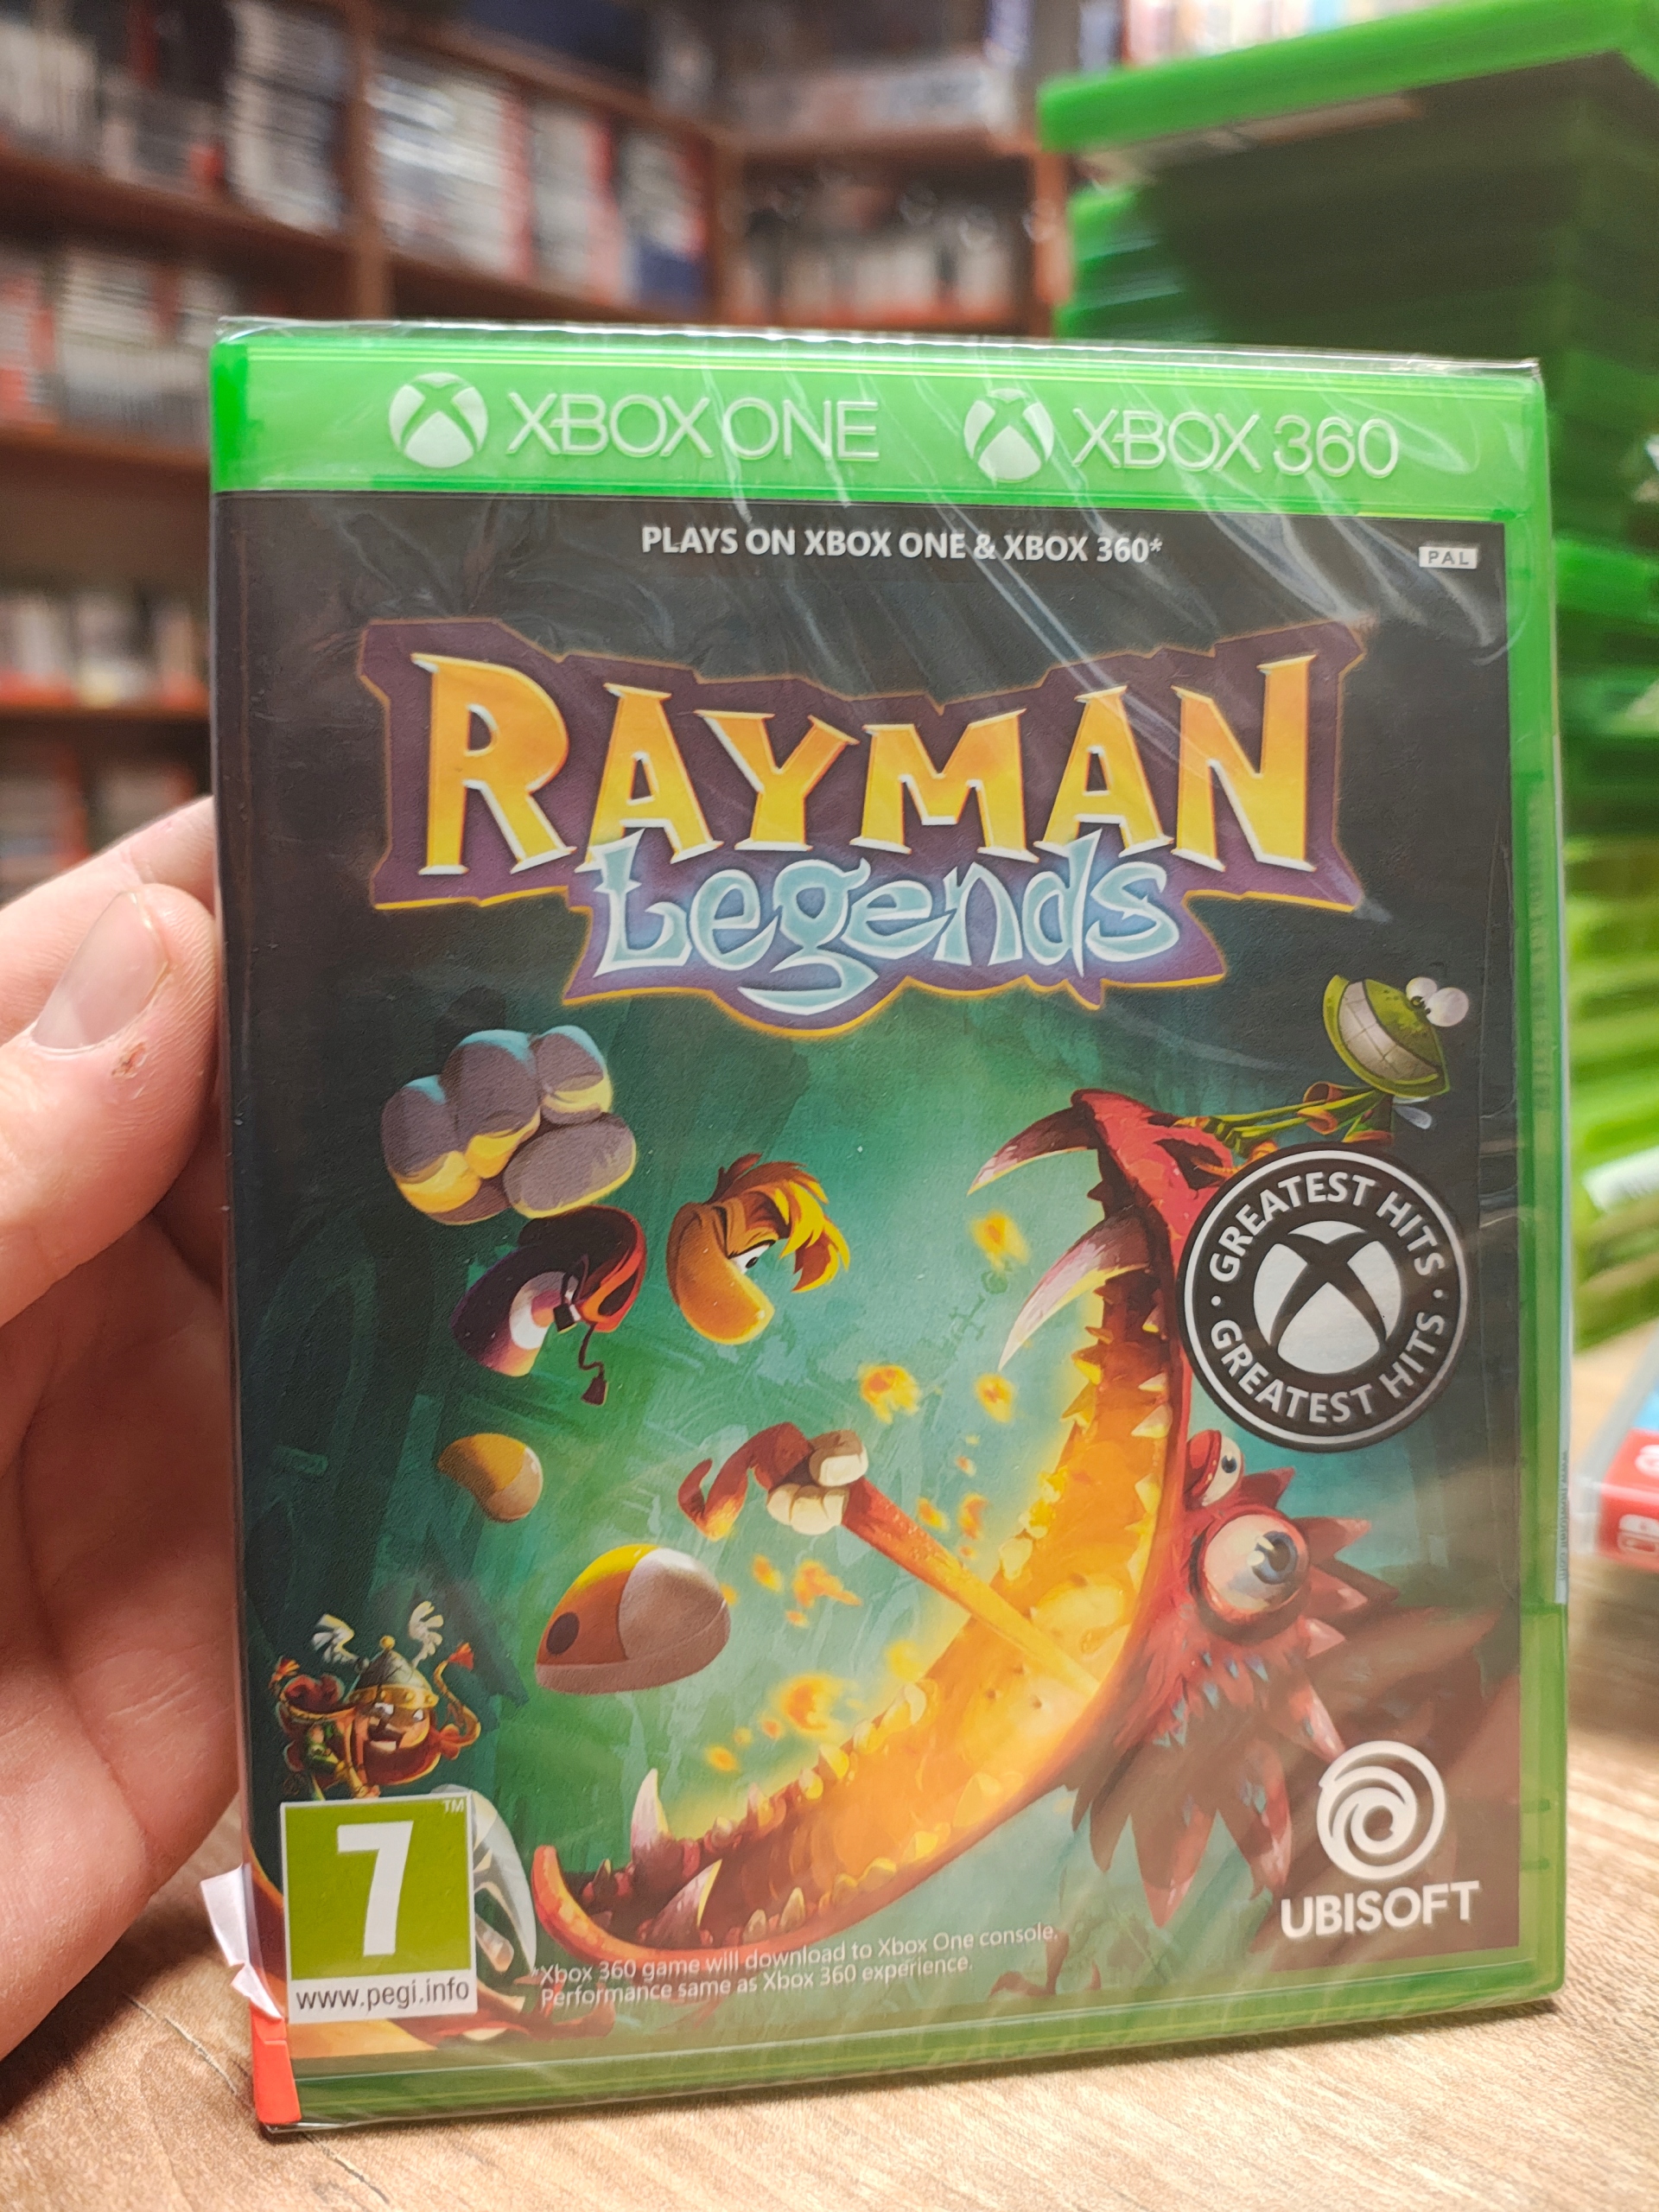 XBOX ONE XBOX 360
PLAYS ON XBOX ONE & XBOX 360*
PAL
RAYMAN
Legends
GREATEST HITS
GREATEST HITS
UBISOFT
7™
www.pegi.info
*Xbox 360 game will download to Xbox One console.
Performance same as Xbox 360 experience.